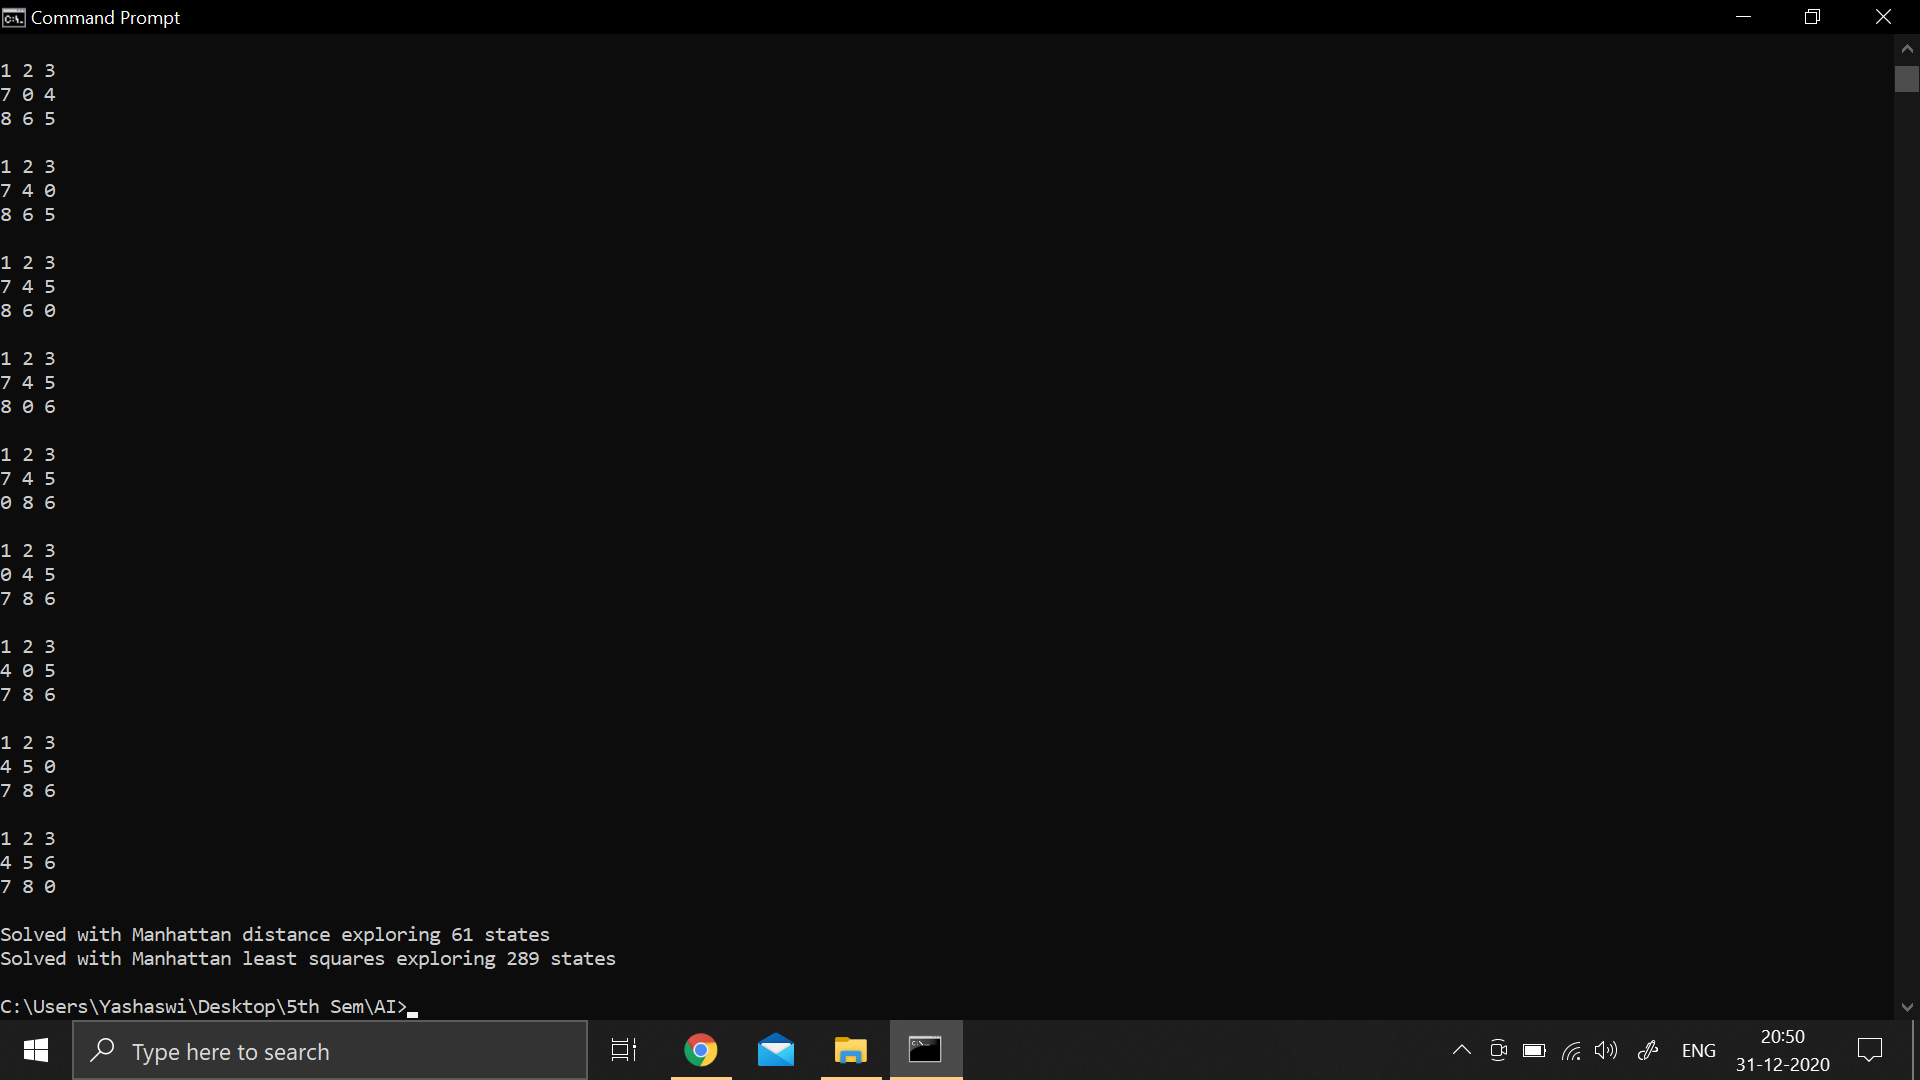 Command Prompt
1 2 3
7 0 4
8 6 5
1 2 3
7 4 0
8 6 5
1 2 3
7 4 5
8 6 0
1 2 3
7 4 5
8 0 6
1 2 3
7 4 5
0 8 6
1 2 3
0 4 5
7 8 6
1 2 3
4 0 5
7 8 6
1 2 3
4 5 0
7 8 6
1 2 3
4 5 6
7 8 0
Solved with Manhattan distance exploring 61 states
Solved with Manhattan least squares exploring 289 states
C:\Users\Yashaswi\Desktop\5th Sem\AI>
Type here to search
ENG
20:50
31-12-2020